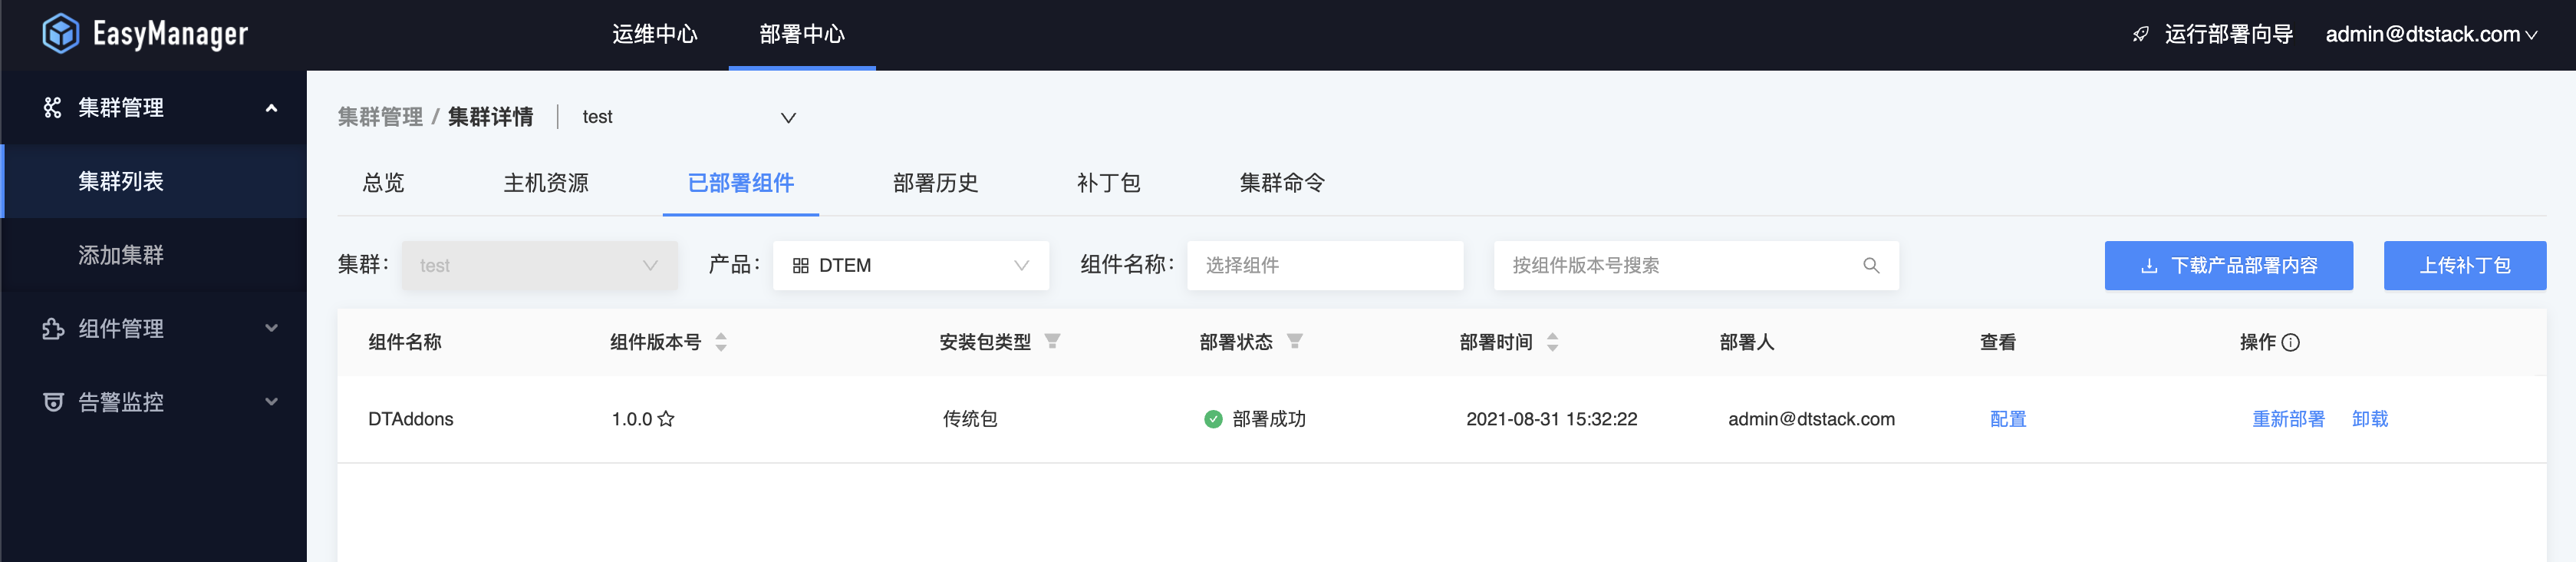 EasyManager
运维中心 部署中心
运行部署向导 admin@dtstack.com
集群管理
集群列表
添加集群
组件管理
告警监控
集群管理 / 集群详情 test
总览 主机资源 已部署组件 部署历史 补丁包 集群命令
集群： test 产品： DTEM 组件名称： 选择组件 按组件版本号搜索 下载产品部署内容 上传补丁包
组件名称 组件版本号 安装包类型 部署状态 部署时间 部署人 查看 操作
DTAddons 1.0.0 传统包 部署成功 2021-08-31 15:32:22 admin@dtstack.com 配置 重新部署 卸载